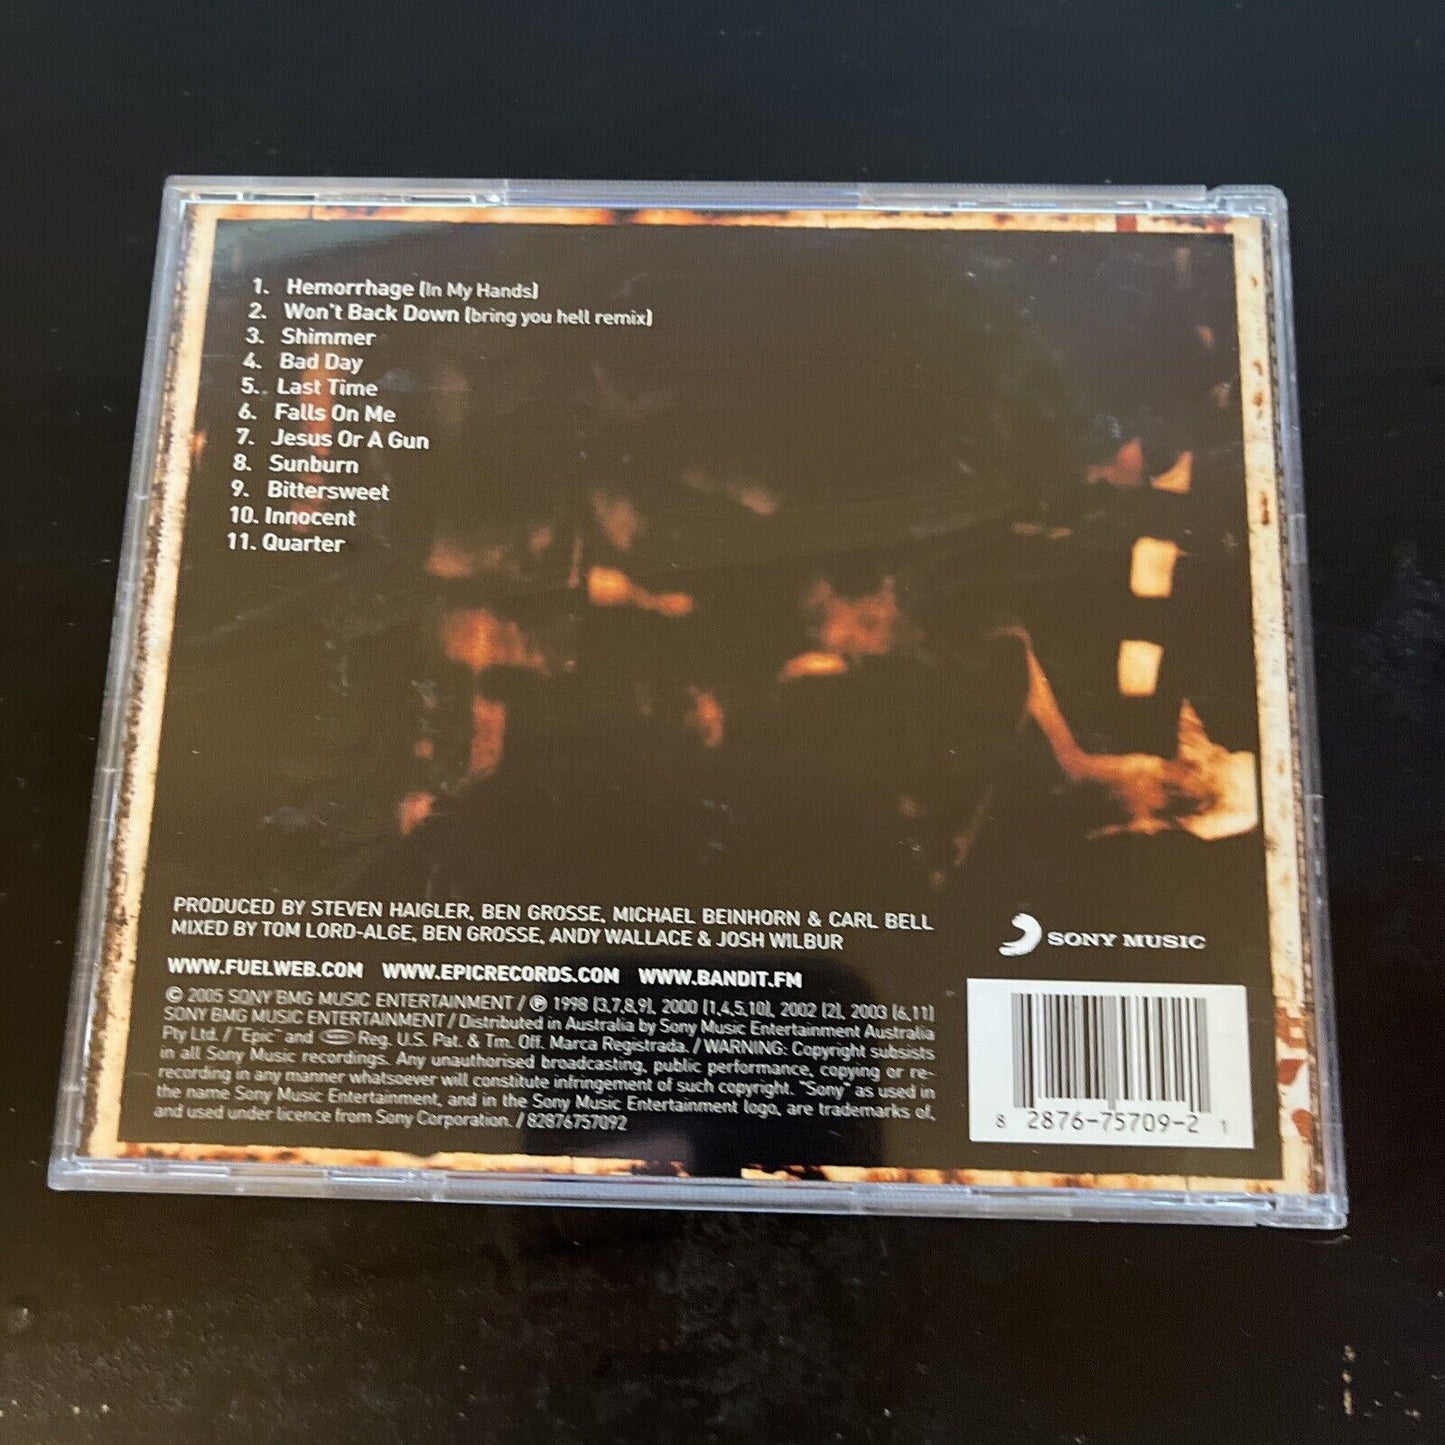 1. Hemorrhage (In My Hands)
2. Won't Back Down (bring you hell remix)
3. Shimmer
4. Bad Day
5. Last Time
6. Falls On Me
7. Jesus Or A Gun
8. Sunburn
9. Bittersweet
10. Innocent
11. Quarter
PRODUCED BY STEVEN HAIGLER, BEN GROSSE, MICHAEL BEINHORN & CARL BELL
MIXED BY TOM LORD-ALGE, BEN GROSSE, ANDY WALLACE & JOSH WILBUR
WWW.FUELWEB.COM WWW.EPICRECORDS.COM WWW.BANDIT.FM
© 2005 SONY BMG MUSIC ENTERTAINMENT / ℗ 1998 (3,7,8,9), 2000 (1,4,5,10), 2002 (2), 2003 (6,11)
SONY BMG MUSIC ENTERTAINMENT / Distributed in Australia by Sony Music Entertainment Australia
Pty Ltd. / "Epic" and Reg. U.S. Pat. & Tm. Off. Marca Registrada. / WARNING: Copyright subsists
in all Sony Music recordings. Any unauthorised broadcasting, public performance, copying or re-
recording in any manner whatsoever will constitute infringement of such copyright. "Sony" as used in
the name Sony Music Entertainment, and in the Sony Music Entertainment logo, are trademarks of,
and used under licence from Sony Corporation. / 82876757092
SONY MUSIC
8 2876-75709-2 1